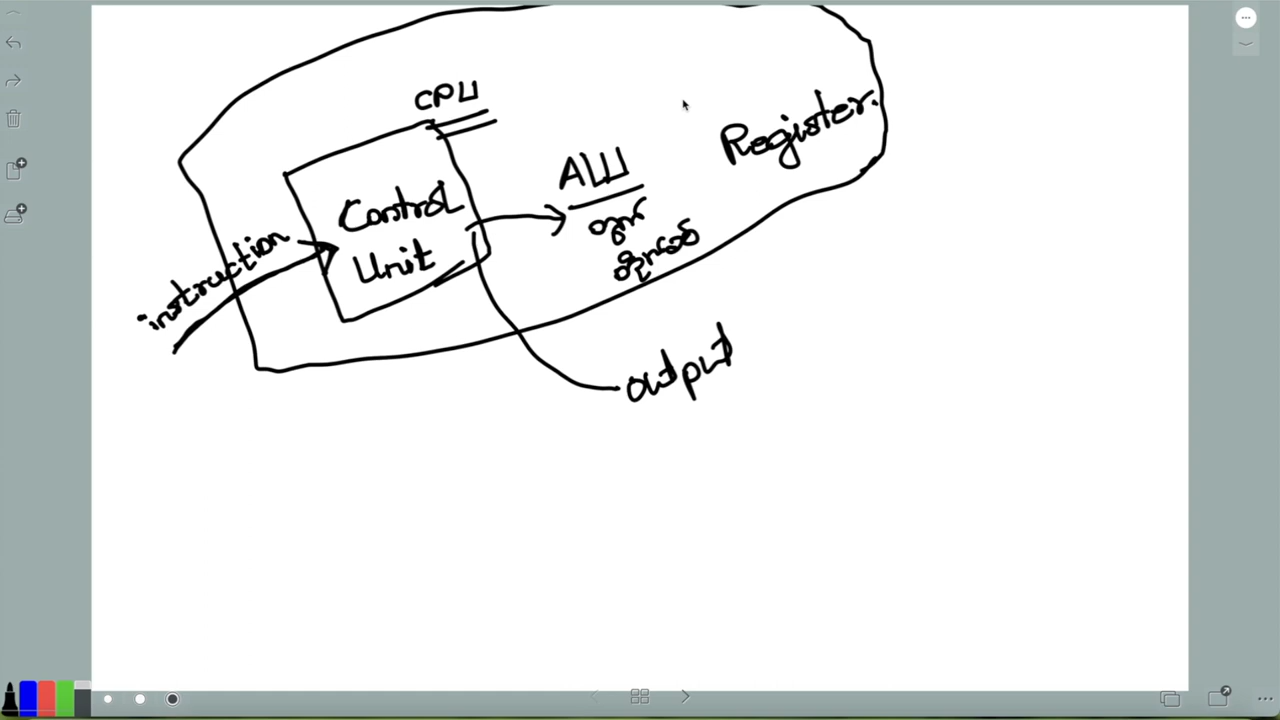 CPU
Register.
ALU
Control
Unit
instruction
output